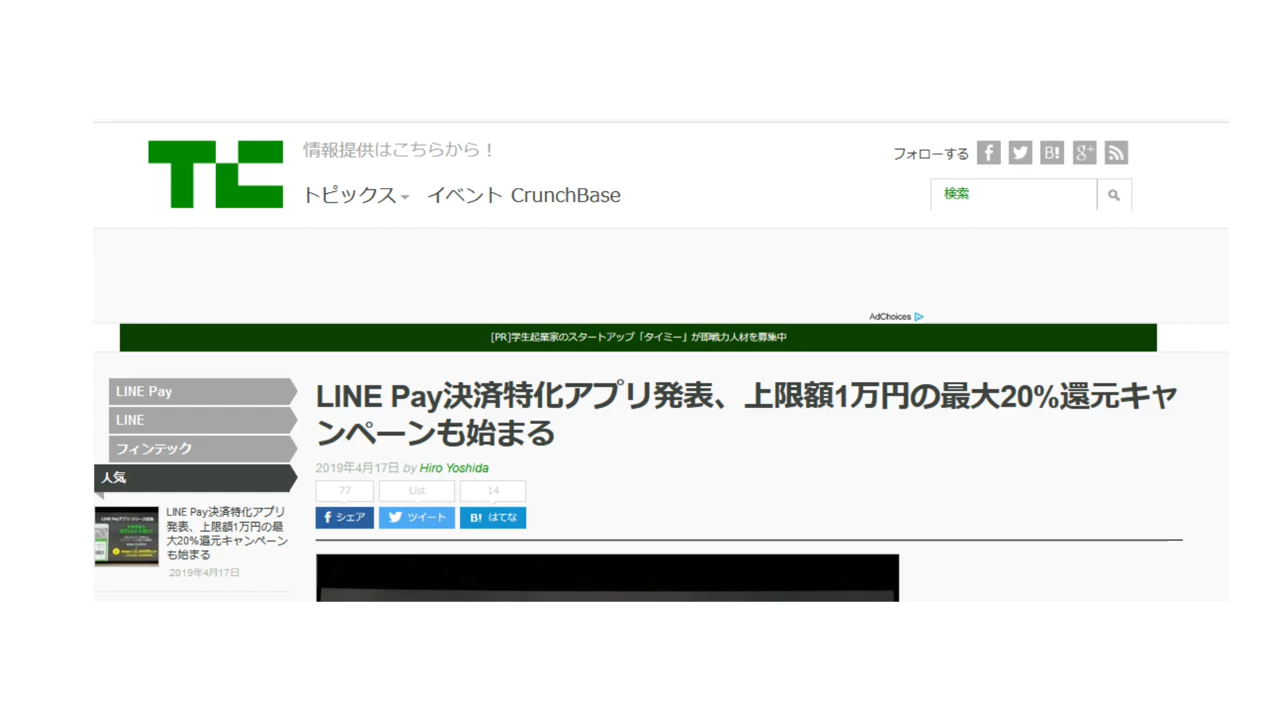 TC
情報提供はこちらから！
フォローする
B!
g+
トピックス
イベント CrunchBase
検索
AdChoices
[PR]学生起業家のスタートアップ「タイミー」が即戦力人材を募集中
LINE Pay
LINE
フィンテック
人気
LINE Pay決済特化アプリ
発表、上限額1万円の最
大20%還元キャンペーン
も始まる
2019年4月17日
LINE Pay決済特化アプリ発表、上限額1万円の最大20%還元キャ
ンペーンも始まる
2019年4月17日 by Hiro Yoshida
77
List
14
シェア
ツイート
B! はてな